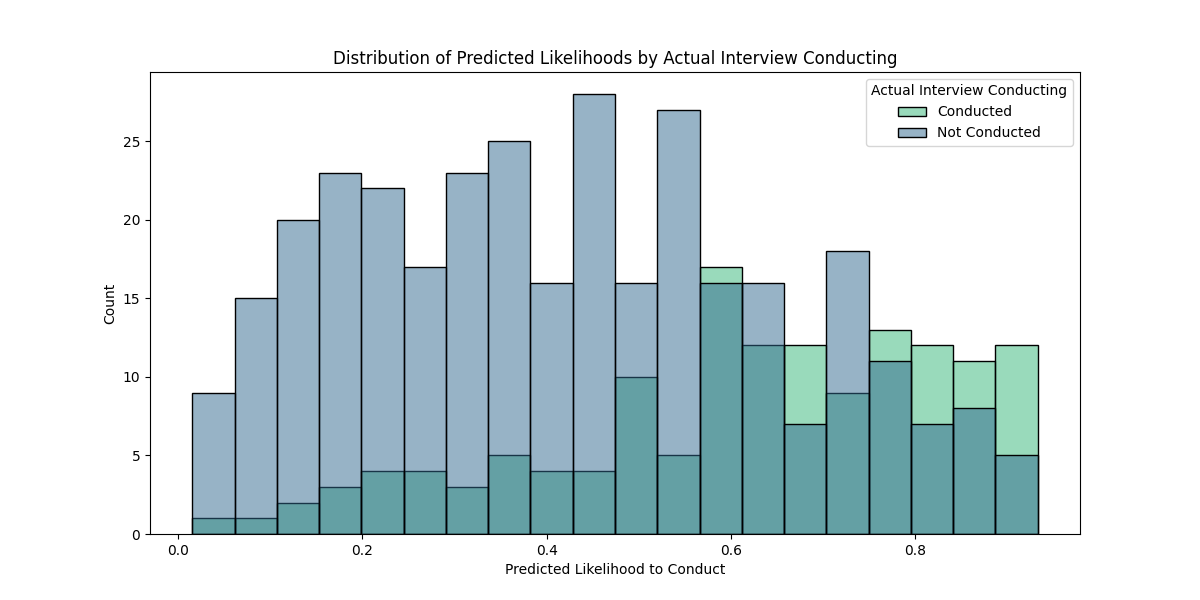 Distribution of Predicted Likelihoods by Actual Interview Conducting
Actual Interview Conducting
Conducted
Not Conducted
Count
25
20
15
10
5
0
0.0 0.2 0.4 0.6 0.8
Predicted Likelihood to Conduct